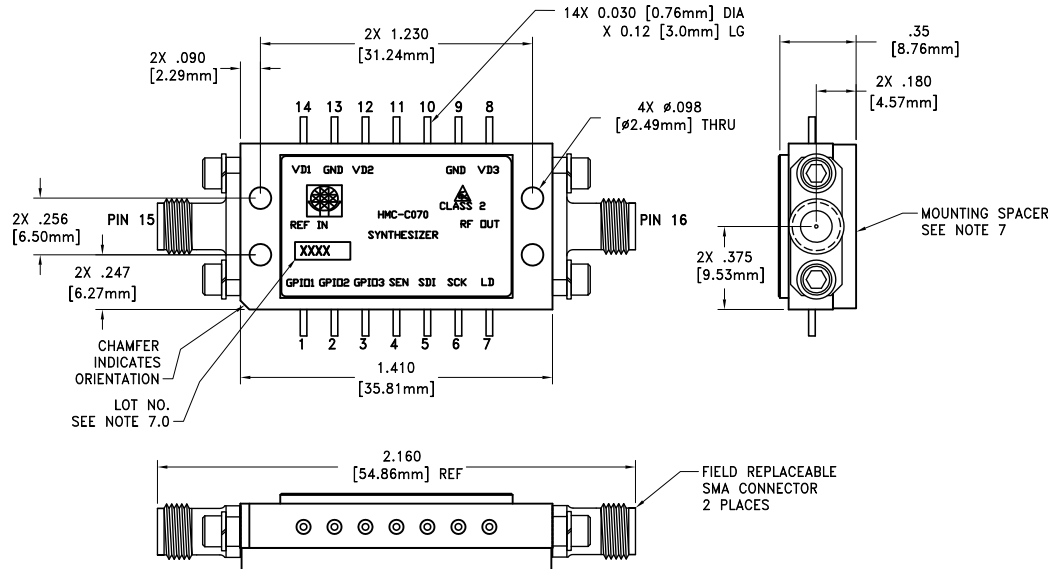 14X 0.030 [0.76mm] DIA
X 0.12 [3.0mm] LG
2X 1.230
[31.24mm]
2X .090
[2.29mm]
.35
[8.76mm]
2X .180
[4.57mm]
14 13 12 11 10 9 8
4X ø.098
[ø2.49mm] THRU
VD1 GND VD2 GND VD3
CLASS 2
HMC-C070
REF IN RF OUT
SYNTHESIZER
XXXX
GPIO1 GPIO2 GPIO3 SEN SDI SCK LD
2X .256
[6.50mm]
PIN 15
PIN 16
MOUNTING SPACER
SEE NOTE 7
2X .247
[6.27mm]
2X .375
[9.53mm]
1 2 3 4 5 6 7
CHAMFER
INDICATES
ORIENTATION
1.410
[35.81mm]
LOT NO.
SEE NOTE 7.0
2.160
[54.86mm] REF
FIELD REPLACEABLE
SMA CONNECTOR
2 PLACES